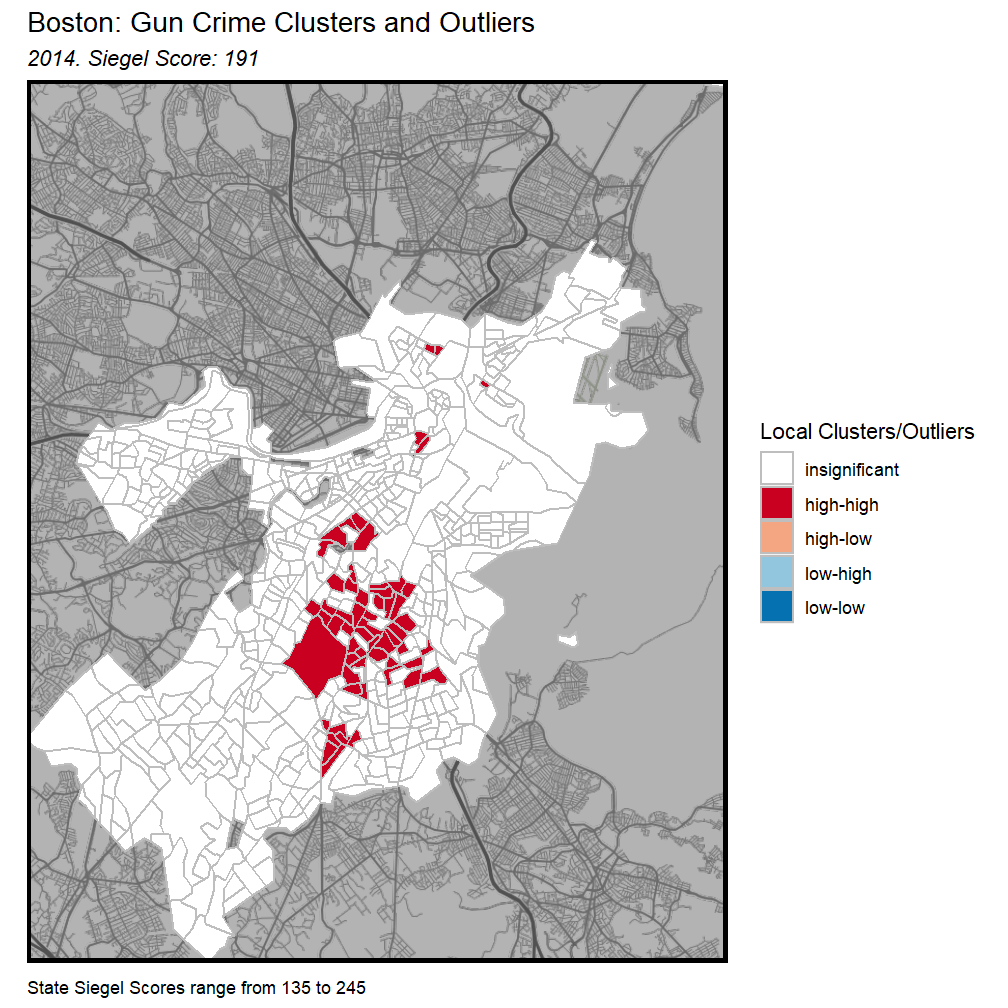 Boston: Gun Crime Clusters and Outliers
2014. Siegel Score: 191
Local Clusters/Outliers
insignificant
high-high
high-low
low-high
low-low
State Siegel Scores range from 135 to 245